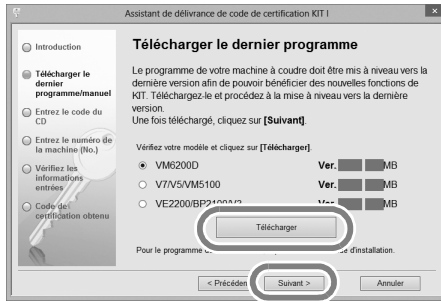 Assistant de délivrance de code de certification KIT I
Introduction
Télécharger le
dernier
programme/manuel
Entrez le code du
CD
Entrez le numéro de
la machine (No.)
Vérifiez les
informations
entrées
Code de
certification obtenu
Télécharger le dernier programme
Le programme de votre machine à coudre doit être mis à niveau vers la
dernière version afin de pouvoir bénéficier des nouvelles fonctions de
KIT. Téléchargez-le et procédez à la mise à niveau vers la dernière
version.
Une fois téléchargé, cliquez sur [Suivant].
Vérifiez votre modèle et cliquez sur [Télécharger].
VM6200D Ver. MB
V7/V5/VM5100 Ver. MB
VE2200/BP2100/V3 Ver. MB
Télécharger
Pour le programme d'installation.
< Précéden Suivant > Annuler